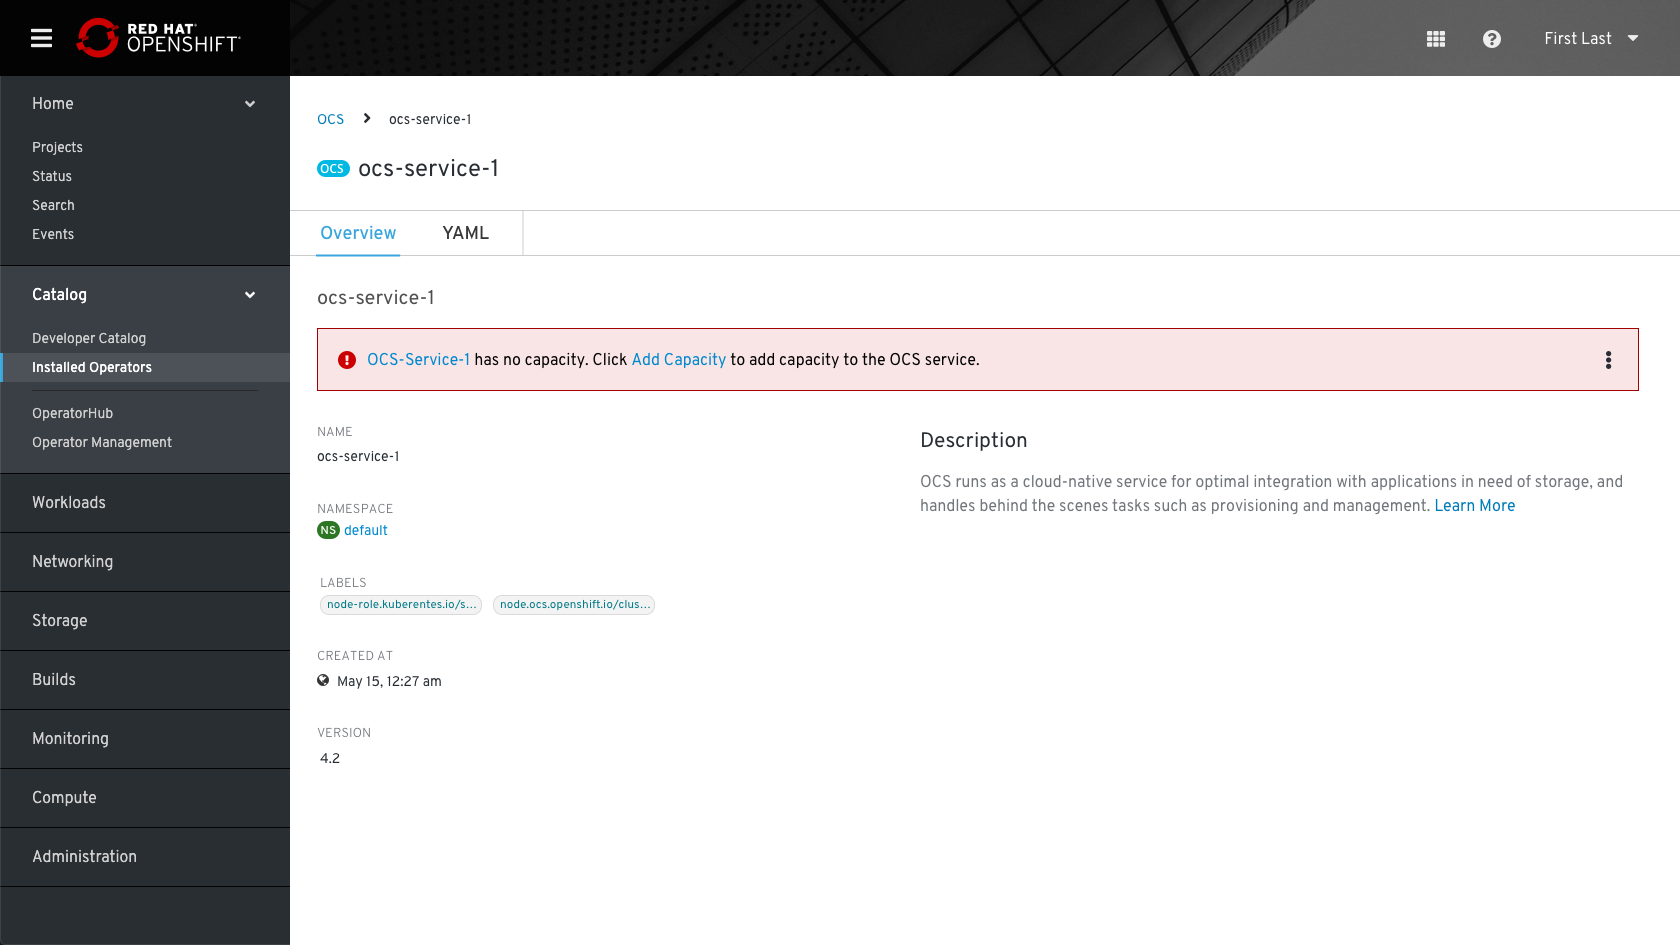 RED HAT
OPENSHIFT
First Last
Home
Projects
Status
Search
Events
Catalog
Developer Catalog
Installed Operators
OperatorHub
Operator Management
Workloads
Networking
Storage
Builds
Monitoring
Compute
Administration
OCS ocs-service-1
OCS ocs-service-1
Overview YAML
ocs-service-1
OCS-Service-1 has no capacity. Click Add Capacity to add capacity to the OCS service.
NAME
ocs-service-1
NAMESPACE
NS default
LABELS
node-role.kuberentes.io/s... node.ocs.openshift.io/clus...
CREATED AT
May 15, 12:27 am
VERSION
4.2
Description
OCS runs as a cloud-native service for optimal integration with applications in need of storage, and
handles behind the scenes tasks such as provisioning and management. Learn More